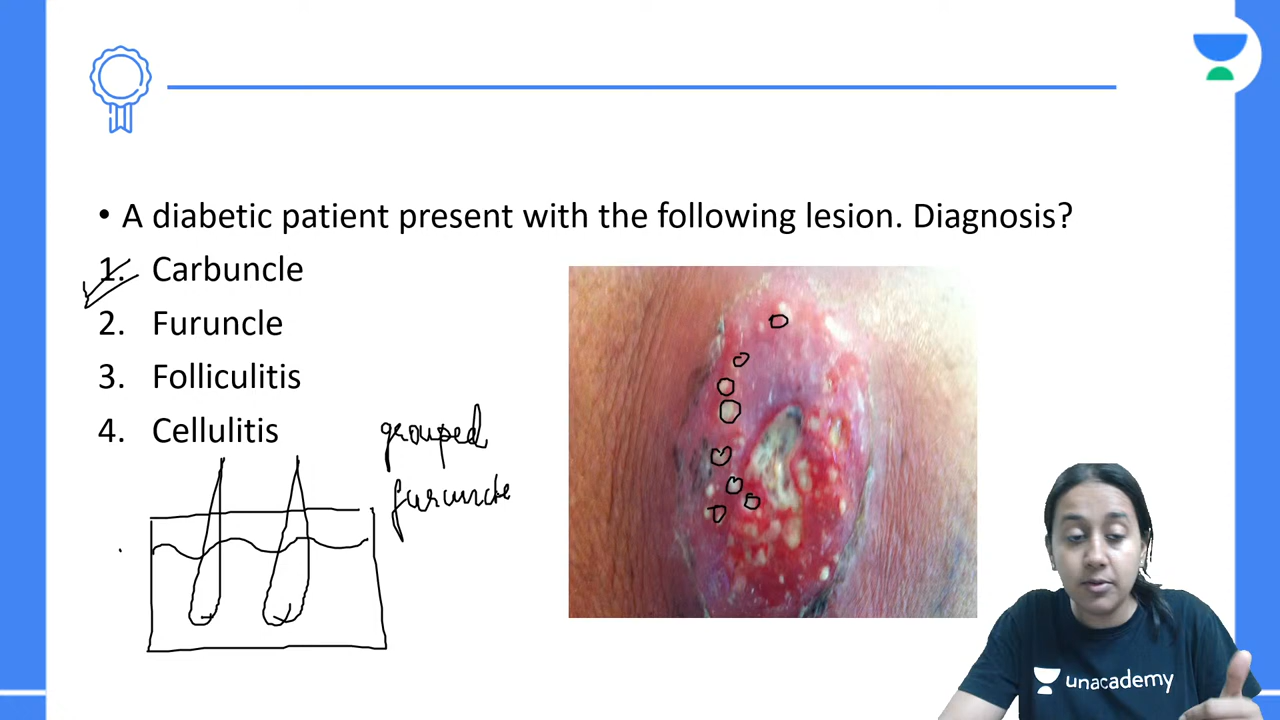 • A diabetic patient present with the following lesion. Diagnosis?
1. Carbuncle
2. Furuncle
3. Folliculitis
4. Cellulitis
grouped
furuncle
unacademy